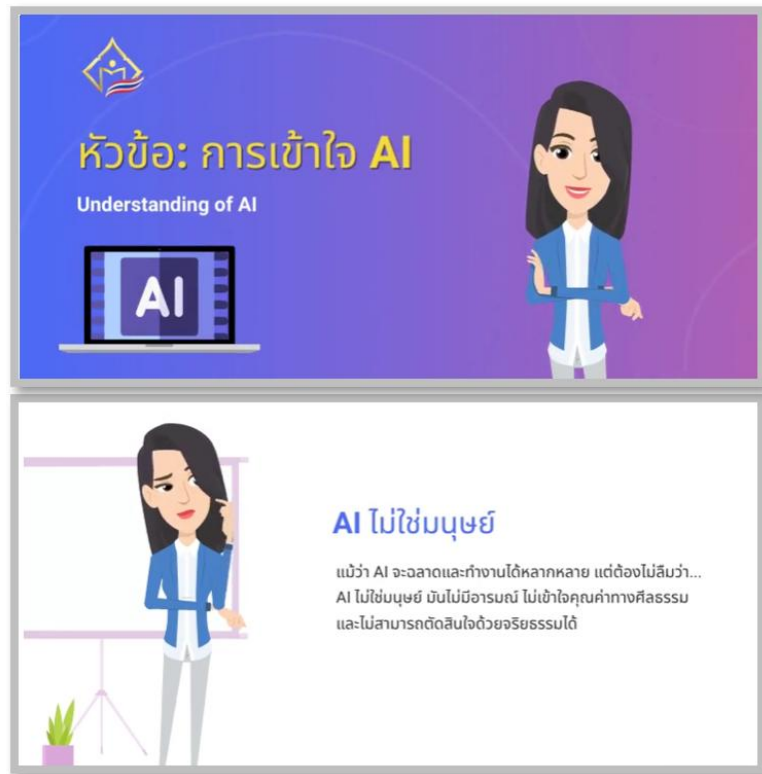 หัวข้อ: การเข้าใจ AI
Understanding of AI
AI
AI ไม่ใช่มนุษย์
แม้ว่า AI จะฉลาดและทำงานได้หลากหลาย แต่ต้องไม่ลืมว่า...
AI ไม่ใช่มนุษย์ มันไม่มีอารมณ์ ไม่เข้าใจคุณค่าทางศีลธรรม
และไม่สามารถตัดสินใจด้วยจริยธรรมได้